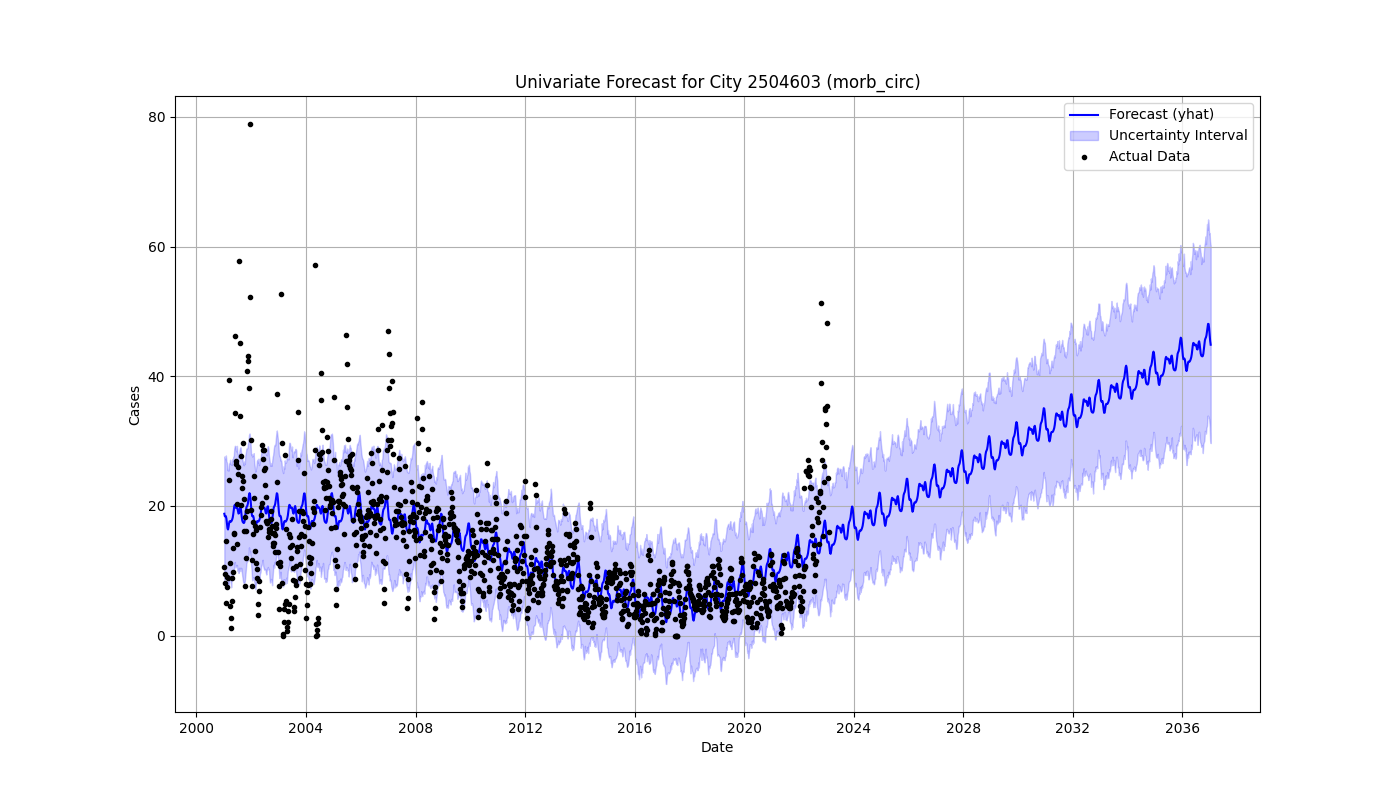 Univariate Forecast for City 2504603 (morb_circ)
Forecast (yhat)
Uncertainty Interval
Actual Data
Cases
80
60
40
20
0
2000 2004 2008 2012 2016 2020 2024 2028 2032 2036
Date